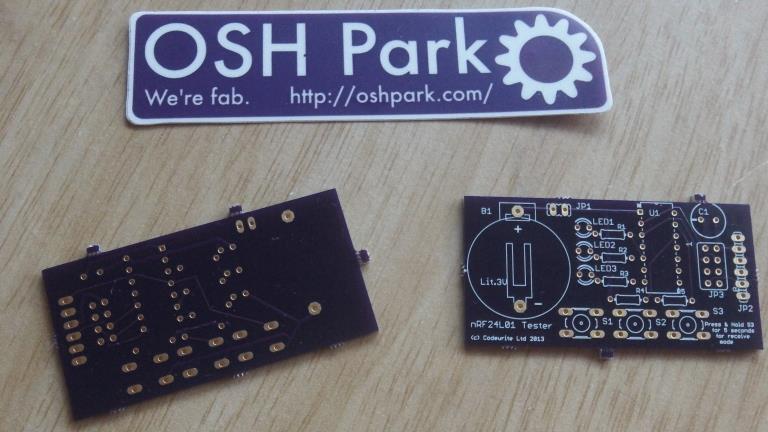 OSH Park
We're fab. http://oshpark.com/
B1
JP1
U1
C1
LED1
R1
LED2
R2
LED3
R3
+
Lit.3V
R4
R5
JP3
JP2
-
S1
S2
S3
nRF24L01 Tester
(c) Codeurite Ltd 2013
Press & Hold S3
for 5 seconds
for receive
mode